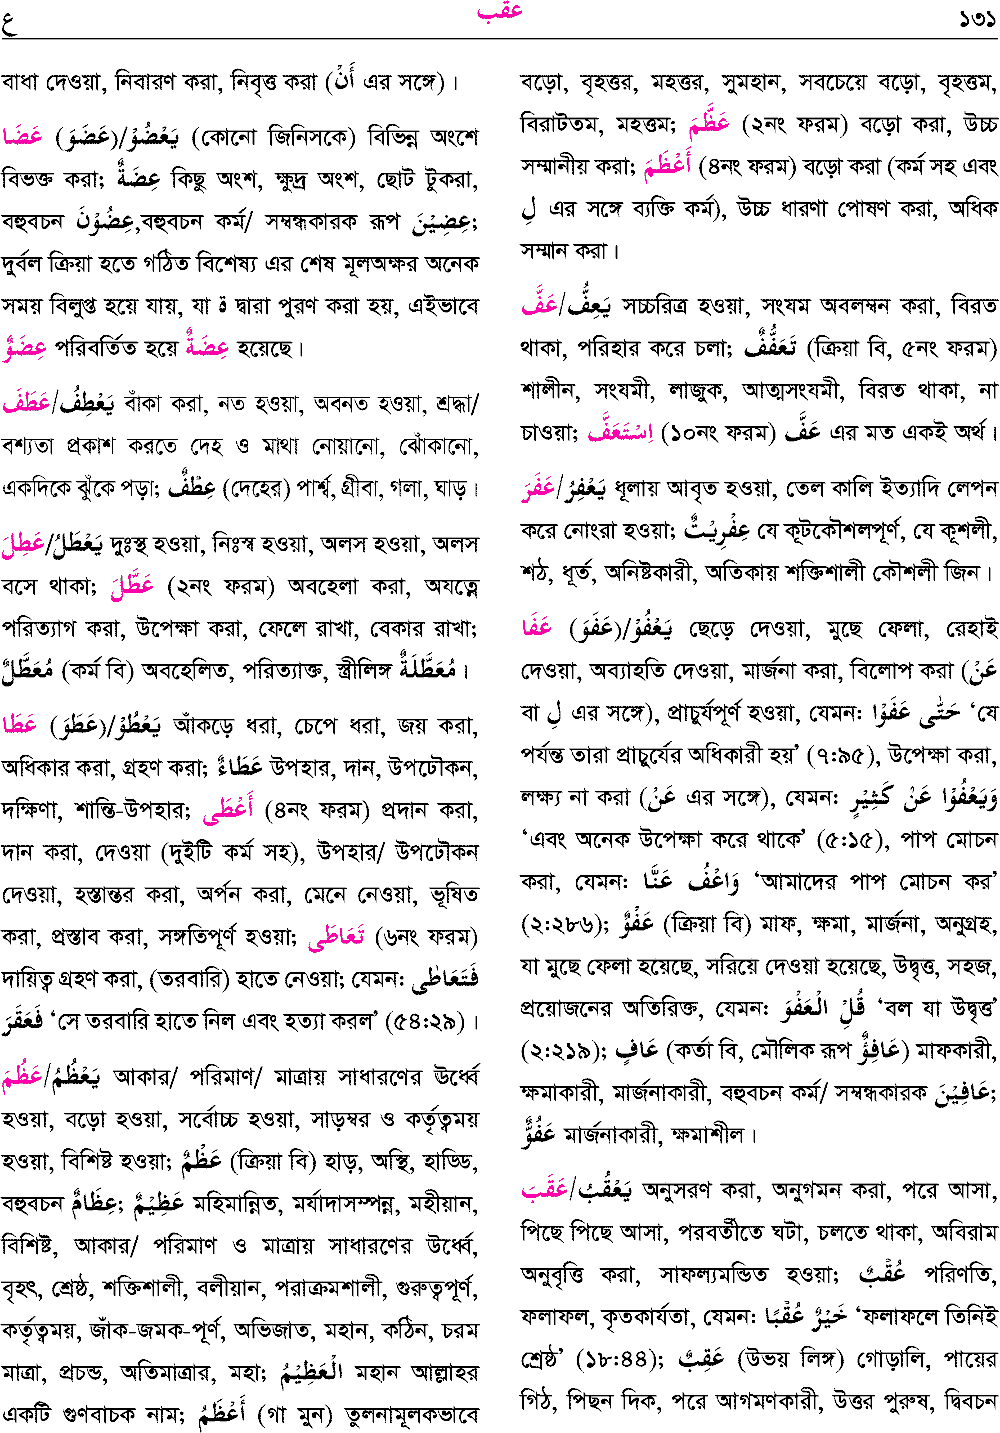 ع عقب ১৩১
বাধা দেওয়া, নিবারণ করা, নিবৃত্ত করা (أَنْ এর সঙ্গে)।
عَضَا (عَضَوَ)/يَعْضُوْ (কোনো জিনিসকে) বিভিন্ন অংশে
বিভক্ত করা; عِضَةٌ কিছু অংশ, ক্ষুদ্র অংশ, ছোট টুকরা,
বহুবচন عِضُوْنَ,বহুবচন কর্ম/ সম্বন্ধকারক রূপ عِضِيْنَ;
দুর্বল ক্রিয়া হতে গঠিত বিশেষ্য এর শেষ মূলঅক্ষর অনেক
সময় বিলুপ্ত হয়ে যায়, যা ة দ্বারা পুরণ করা হয়, এইভাবে
عِضَوٌ পরিবর্তিত হয়ে عِضَةٌ হয়েছে।
عَطَفَ/يَعْطِفُ বাঁকা করা, নত হওয়া, অবনত হওয়া, শ্রদ্ধা/
বশ্যতা প্রকাশ করতে দেহ ও মাথা নোয়ানো, ঝোঁকানো,
একদিকে ঝুঁকে পড়া; عِطْفٌ (দেহের) পার্শ্ব, গ্রীবা, গলা, ঘাড়।
عَطِلَ/يَعْطَلُ দুঃস্থ হওয়া, নিঃস্ব হওয়া, অলস হওয়া, অলস
বসে থাকা; عَطَّلَ (২নং ফরম) অবহেলা করা, অযত্নে
পরিত্যাগ করা, উপেক্ষা করা, ফেলে রাখা, বেকার রাখা;
مُعَطَّلٌ (কর্ম বি) অবহেলিত, পরিত্যাক্ত, স্ত্রীলিঙ্গ مُعَطَّلَةٌ।
عَطَا (عَطَوَ)/يَعْطُوْ আঁকড়ে ধরা, চেপে ধরা, জয় করা,
অধিকার করা, গ্রহণ করা; عَطَاءٌ উপহার, দান, উপঢৌকন,
দক্ষিণা, শান্তি-উপহার; أَعْطَى (৪নং ফরম) প্রদান করা,
দান করা, দেওয়া (দুইটি কর্ম সহ), উপহার/ উপঢৌকন
দেওয়া, হস্তান্তর করা, অর্পন করা, মেনে নেওয়া, ভূষিত
করা, প্রস্তাব করা, সঙ্গতিপূর্ণ হওয়া; تَعَاطَى (৬নং ফরম)
দায়িত্ব গ্রহণ করা, (তরবারি) হাতে নেওয়া; যেমন: فَتَعَاطٰى
فَعَقَرَ ‘সে তরবারি হাতে নিল এবং হত্যা করল’ (৫৪:২৯)।
عَظُمَ/يَعْظُمُ আকার/ পরিমাণ/ মাত্রায় সাধারণের ঊর্ধ্বে
হওয়া, বড়ো হওয়া, সর্বোচ্চ হওয়া, সাড়ম্বর ও কর্তৃত্বময়
হওয়া, বিশিষ্ট হওয়া; عَظْمٌ (ক্রিয়া বি) হাড়, অস্থি, হাড্ডি,
বহুবচন عِظَامٌ; عَظِيْمٌ মহিমান্নিত, মর্যাদাসম্পন্ন, মহীয়ান,
বিশিষ্ট, আকার/ পরিমাণ ও মাত্রায় সাধারণের উর্ধ্বে,
বৃহৎ, শ্রেষ্ঠ, শক্তিশালী, বলীয়ান, পরাক্রমশালী, গুরুত্বপূর্ণ,
কর্তৃত্বময়, জাঁক-জমক-পূর্ণ, অভিজাত, মহান, কঠিন, চরম
মাত্রা, প্রচন্ড, অতিমাত্রার, মহা; الْعَظِيْمُ মহান আল্লাহর
একটি গুণবাচক নাম; أَعْظَمُ (গা মুন) তুলনামূলকভাবে
বড়ো, বৃহত্তর, মহত্তর, সুমহান, সবচেয়ে বড়ো, বৃহত্তম,
বিরাটতম, মহত্তম; عَظَّمَ (২নং ফরম) বড়ো করা, উচ্চ
সম্মানীয় করা; أَعْظَمَ (৪নং ফরম) বড়ো করা (কর্ম সহ এবং
لِ এর সঙ্গে ব্যক্তি কর্ম), উচ্চ ধারণা পোষণ করা, অধিক
সম্মান করা।
عَفَّ/يَعِفُّ সচ্চরিত্র হওয়া, সংযম অবলম্বন করা, বিরত
থাকা, পরিহার করে চলা; تَعَفُّفٌ (ক্রিয়া বি, ৫নং ফরম)
শালীন, সংযমী, লাজুক, আত্মসংযমী, বিরত থাকা, না
চাওয়া; اِسْتَعَفَّ (১০নং ফরম) عَفَّ এর মত একই অর্থ।
عَفَرَ/يَعْفِرُ ধূলায় আবৃত হওয়া, তেল কালি ইত্যাদি লেপন
করে নোংরা হওয়া; عِفْرِيْتٌ যে কূটকৌশলপূর্ণ, যে কূশলী,
শঠ, ধূর্ত, অনিষ্টকারী, অতিকায় শক্তিশালী কৌশলী জিন।
عَفَا (عَفَوَ)/يَعْفُوْ ছেড়ে দেওয়া, মুছে ফেলা, রেহাই
দেওয়া, অব্যাহতি দেওয়া, মার্জনা করা, বিলোপ করা (عَنْ
বা لِ এর সঙ্গে), প্রাচুর্যপূর্ণ হওয়া, যেমন: حَتّٰى عَفَوْا ‘যে
পর্যন্ত তারা প্রাচুর্যের অধিকারী হয়’ (৭:৯৫), উপেক্ষা করা,
লক্ষ্য না করা (عَنْ এর সঙ্গে), যেমন: وَيَعْفُوْا عَنْ كَثِيْرٍ
‘এবং অনেক উপেক্ষা করে থাকে’ (৫:১৫), পাপ মোচন
করা, যেমন: وَاعْفُ عَنَّا ‘আমাদের পাপ মোচন কর’
(২:২৮৬); عَفْوٌ (ক্রিয়া বি) মাফ, ক্ষমা, মার্জনা, অনুগ্রহ,
যা মুছে ফেলা হয়েছে, সরিয়ে দেওয়া হয়েছে, উদ্বৃত্ত, সহজ,
প্রয়োজনের অতিরিক্ত, যেমন: قُلِ الْعَفْوَ ‘বল যা উদ্বৃত্ত’
(২:২১৯); عَافٍ (কর্তা বি, মৌলিক রূপ عَافِوٌ) মাফকারী,
ক্ষমাকারী, মার্জনাকারী, বহুবচন কর্ম/ সম্বন্ধকারক عَافِيْنَ;
عَفُوٌّ মার্জনাকারী, ক্ষমাশীল।
عَقَبَ/يَعْقُبُ অনুসরণ করা, অনুগমন করা, পরে আসা,
পিছে পিছে আসা, পরবর্তীতে ঘটা, চলতে থাকা, অবিরাম
অনুবৃত্তি করা, সাফল্যমন্ডিত হওয়া; عُقْبٌ পরিণতি,
ফলাফল, কৃতকার্যতা, যেমন: خَيْرٌ عُقْبًا ‘ফলাফলে তিনিই
শ্রেষ্ঠ’ (১৮:৪৪); عَقِبٌ (উভয় লিঙ্গ) গোড়ালি, পায়ের
গিঠ, পিছন দিক, পরে আগমণকারী, উত্তর পুরুষ, দ্বিবচন